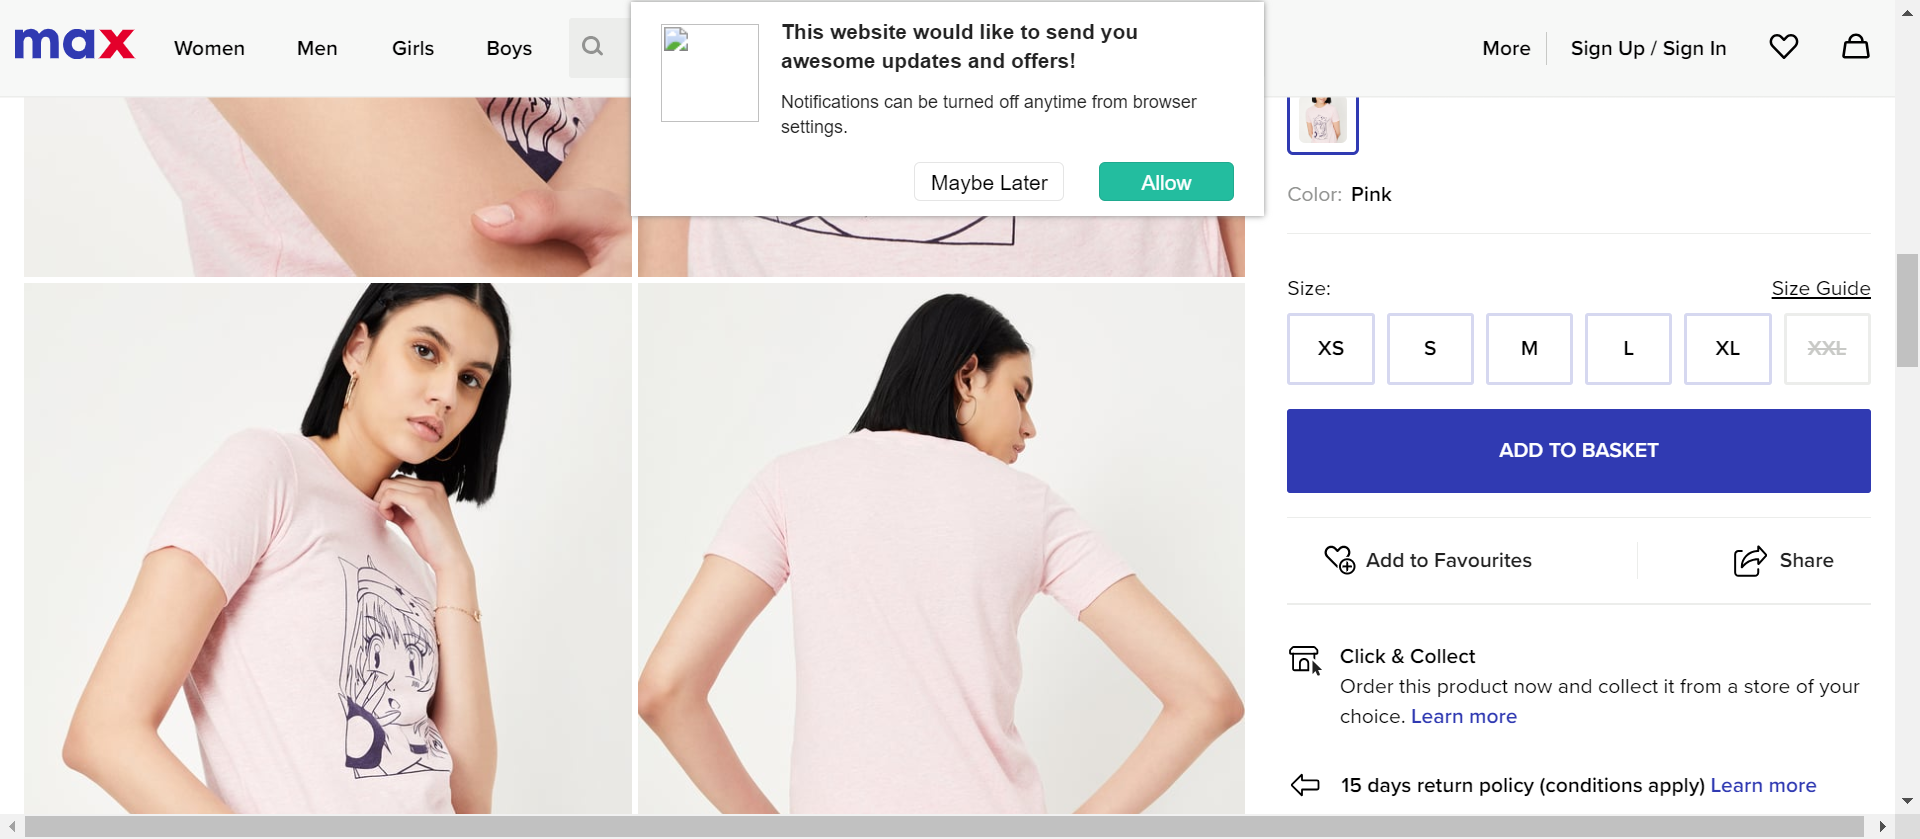 max
Women
Men
Girls
Boys
This website would like to send you
awesome updates and offers!
Notifications can be turned off anytime from browser
settings.
Maybe Later
Allow
More
Sign Up / Sign In
Color: Pink
Size:
Size Guide
XS
S
M
L
XL
XXL
ADD TO BASKET
Add to Favourites
Share
Click & Collect
Order this product now and collect it from a store of your
choice. Learn more
15 days return policy (conditions apply) Learn more